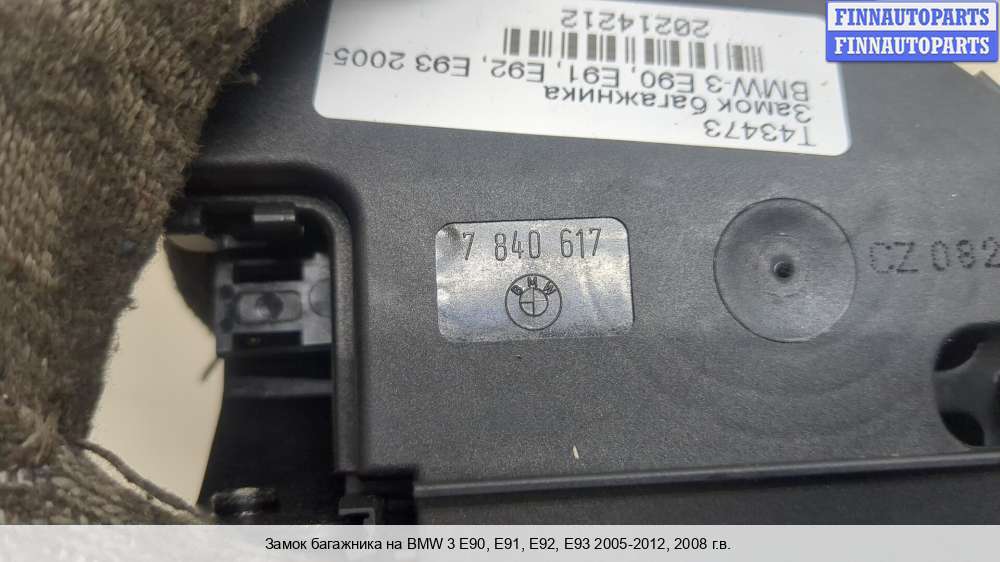 FINNAUTOPARTS
FINNAUTOPARTS
T43473
Замок багажника
BMW-3 E90, E91, E92, E93 2005-
20214212
7 840 617
BMW
CZ 082
Замок багажника на BMW 3 E90, E91, E92, E93 2005-2012, 2008 г.в.